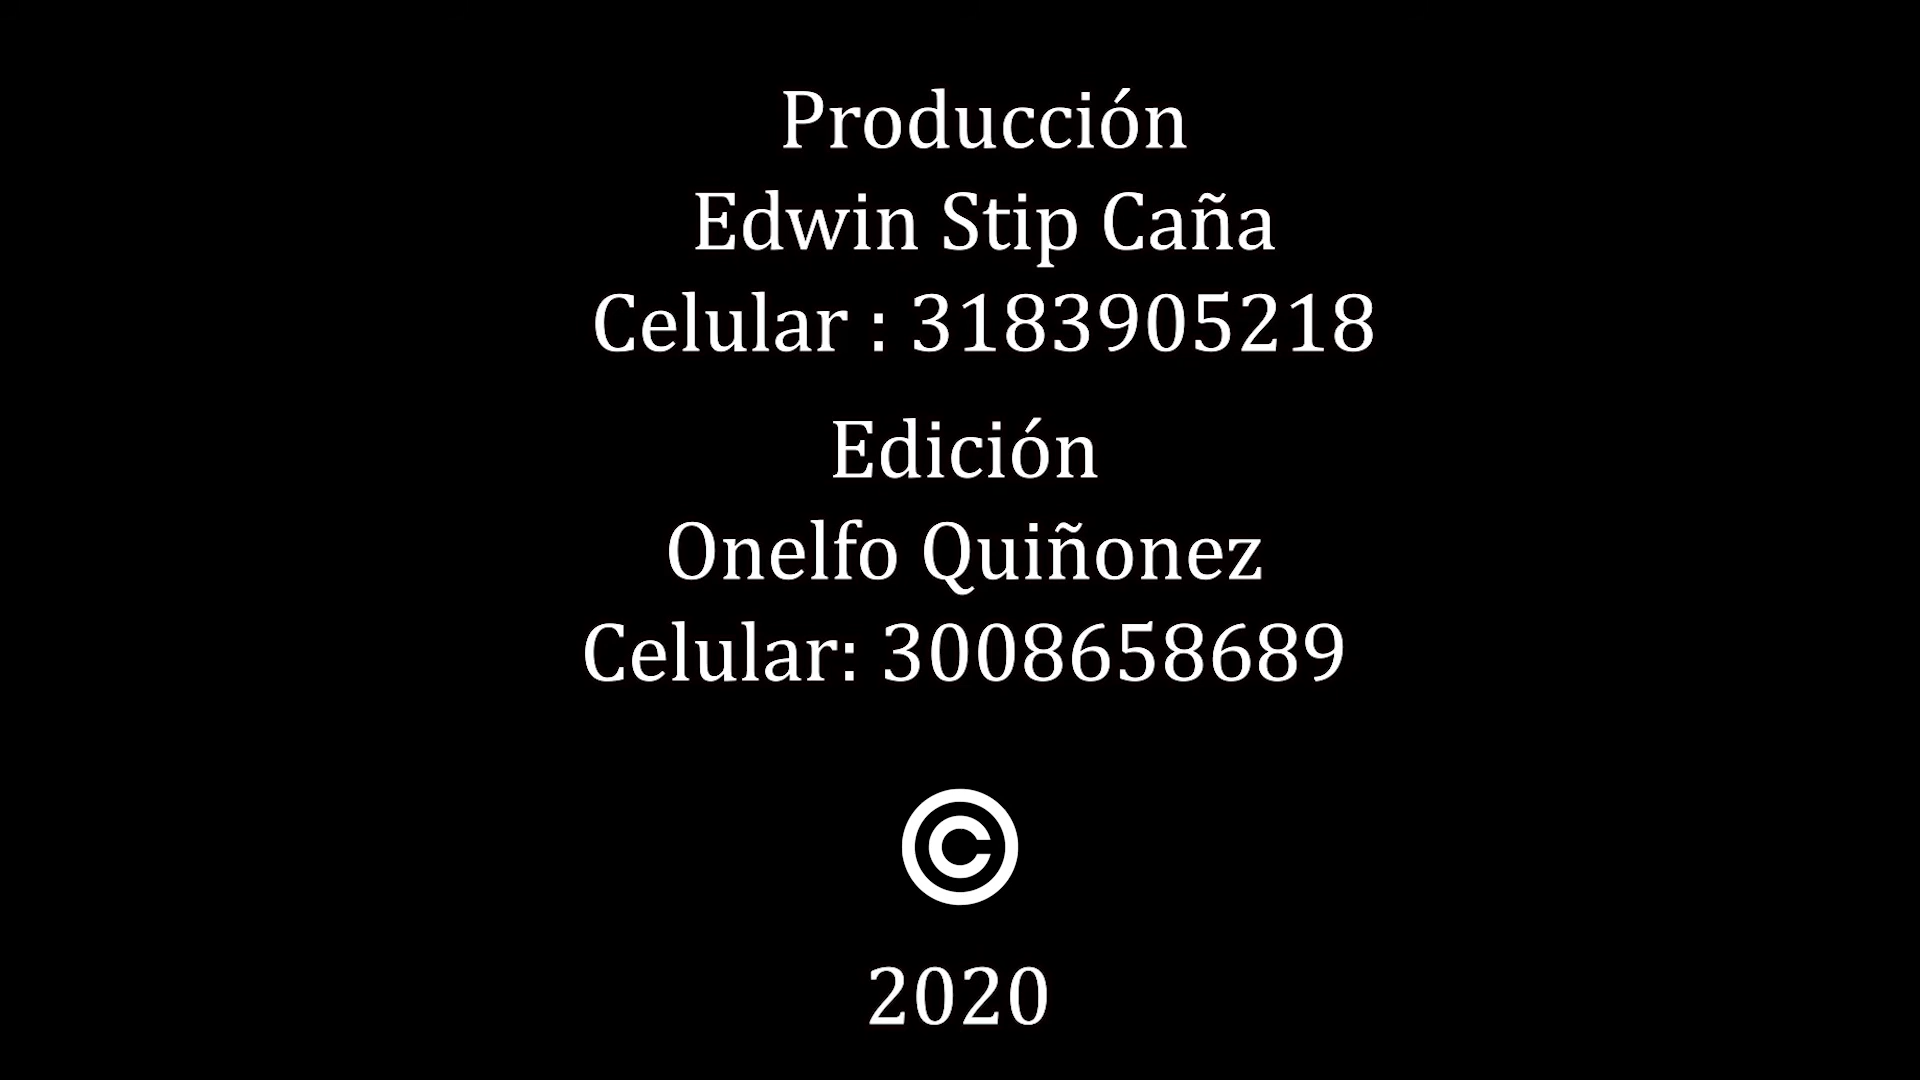 Producción
Edwin Stip Caña
Celular : 3183905218
Edición
Onelfo Quiñonez
Celular: 3008658689
©
2020